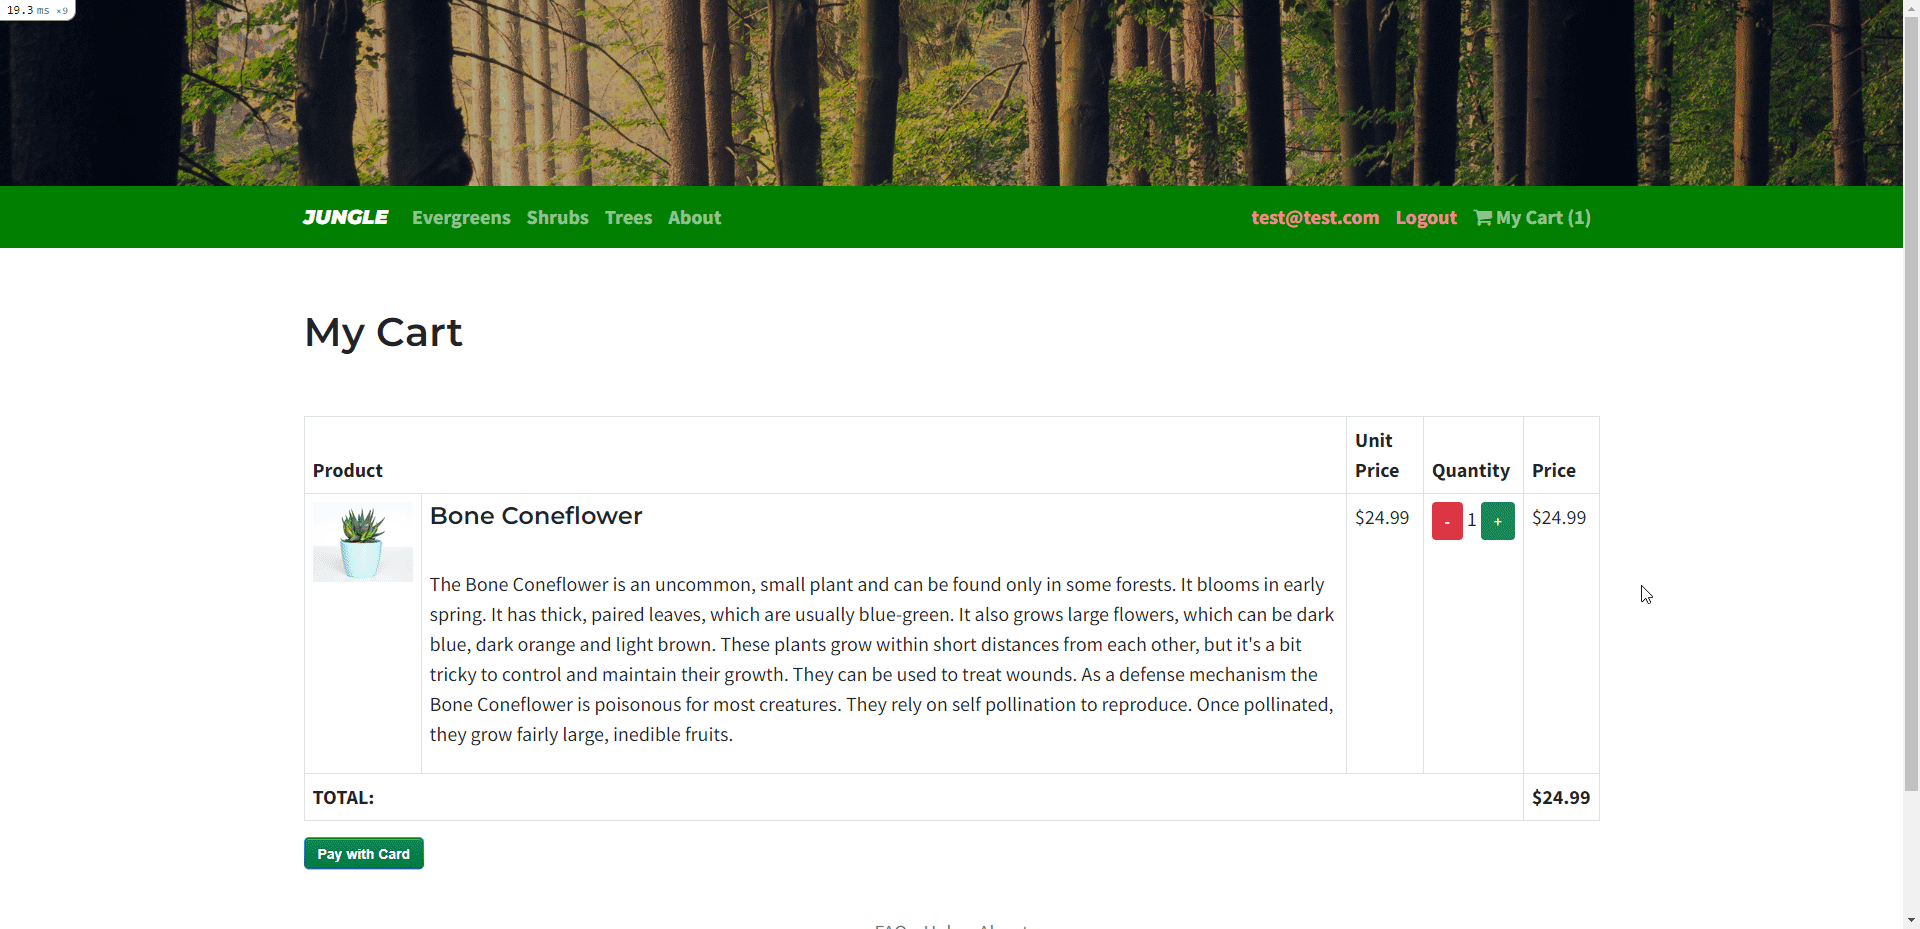 19.3 ms ×9
JUNGLE Evergreens Shrubs Trees About test@test.com Logout My Cart (1)
My Cart
Product Unit Price Quantity Price
Bone Coneflower $24.99 - 1 + $24.99
The Bone Coneflower is an uncommon, small plant and can be found only in some forests. It blooms in early
spring. It has thick, paired leaves, which are usually blue-green. It also grows large flowers, which can be dark
blue, dark orange and light brown. These plants grow within short distances from each other, but it's a bit
tricky to control and maintain their growth. They can be used to treat wounds. As a defense mechanism the
Bone Coneflower is poisonous for most creatures. They rely on self pollination to reproduce. Once pollinated,
they grow fairly large, inedible fruits.
TOTAL: $24.99
Pay with Card